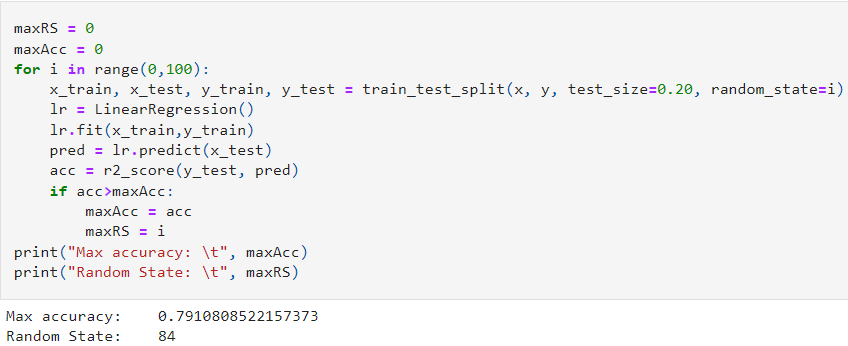 maxRS = 0
maxAcc = 0
for i in range(0,100):
    x_train, x_test, y_train, y_test = train_test_split(x, y, test_size=0.20, random_state=i)
    lr = LinearRegression()
    lr.fit(x_train,y_train)
    pred = lr.predict(x_test)
    acc = r2_score(y_test, pred)
    if acc>maxAcc:
        maxAcc = acc
        maxRS = i
print("Max accuracy: \t", maxAcc)
print("Random State: \t", maxRS)
Max accuracy:    0.7910808522157373
Random State:    84